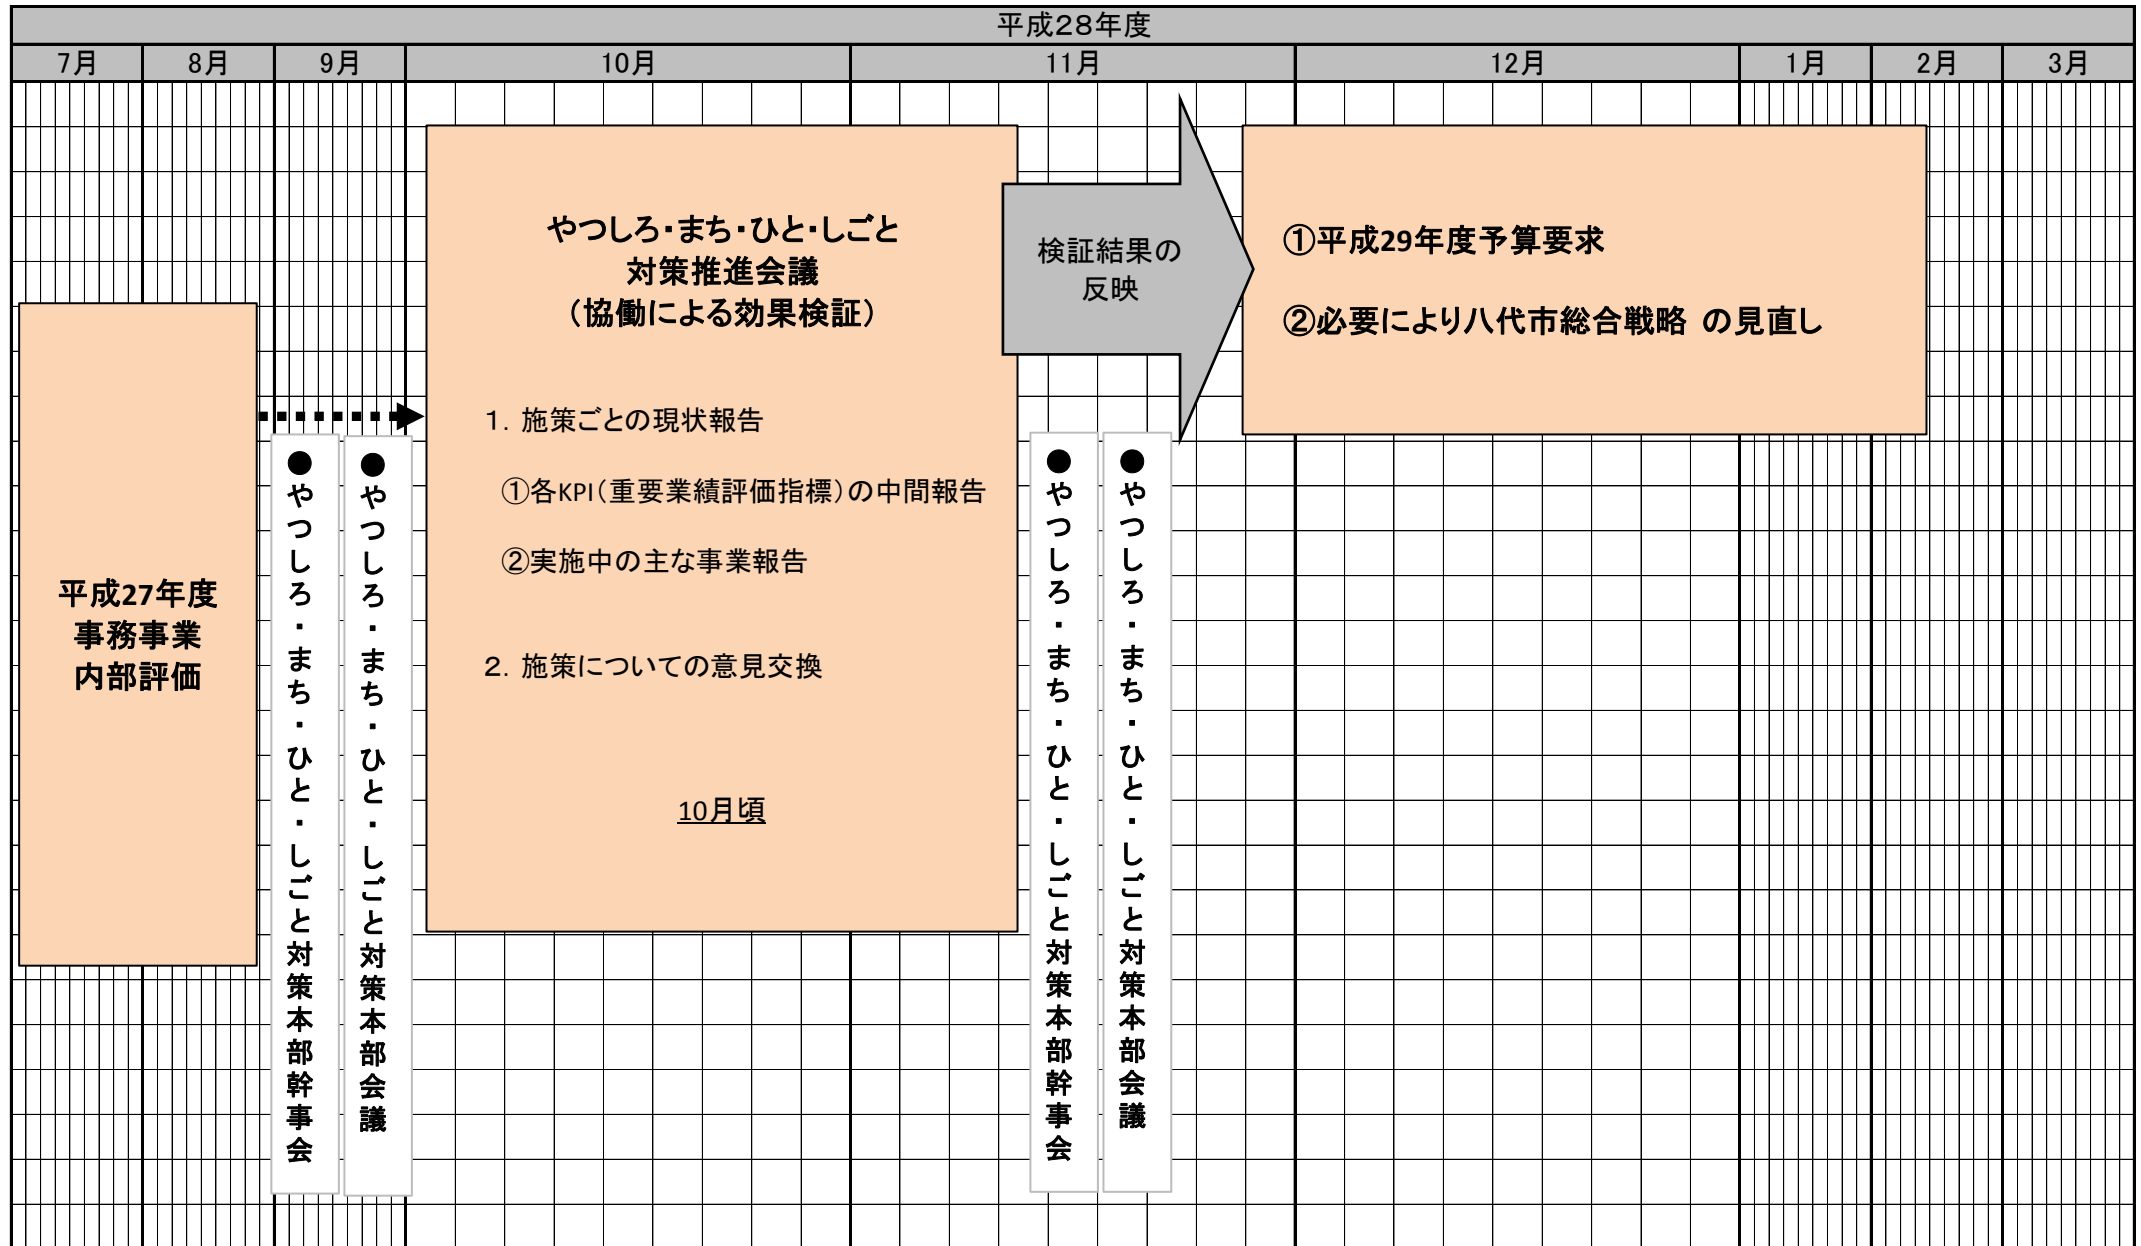 平成28年度
7月 8月 9月 10月 11月 12月 1月 2月 3月
平成27年度
事務事業
内部評価
●やつしろ・まち・ひと・しごと対策本部幹事会
●やつしろ・まち・ひと・しごと対策本部会議
やつしろ・まち・ひと・しごと
対策推進会議
（協働による効果検証）
１．施策ごとの現状報告
①各KPI（重要業績評価指標）の中間報告
②実施中の主な事業報告
２．施策についての意見交換
10月頃
検証結果の
反映
●やつしろ・まち・ひと・しごと対策本部幹事会
●やつしろ・まち・ひと・しごと対策本部会議
①平成29年度予算要求
②必要により八代市総合戦略 の見直し